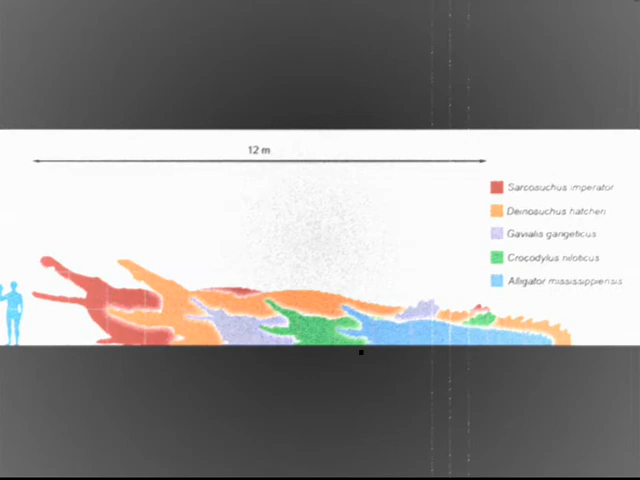 12 m
Sarcosuchus imperator
Deinosuchus hatcheri
Gavialis gangeticus
Crocodylus niloticus
Alligator mississippiensis